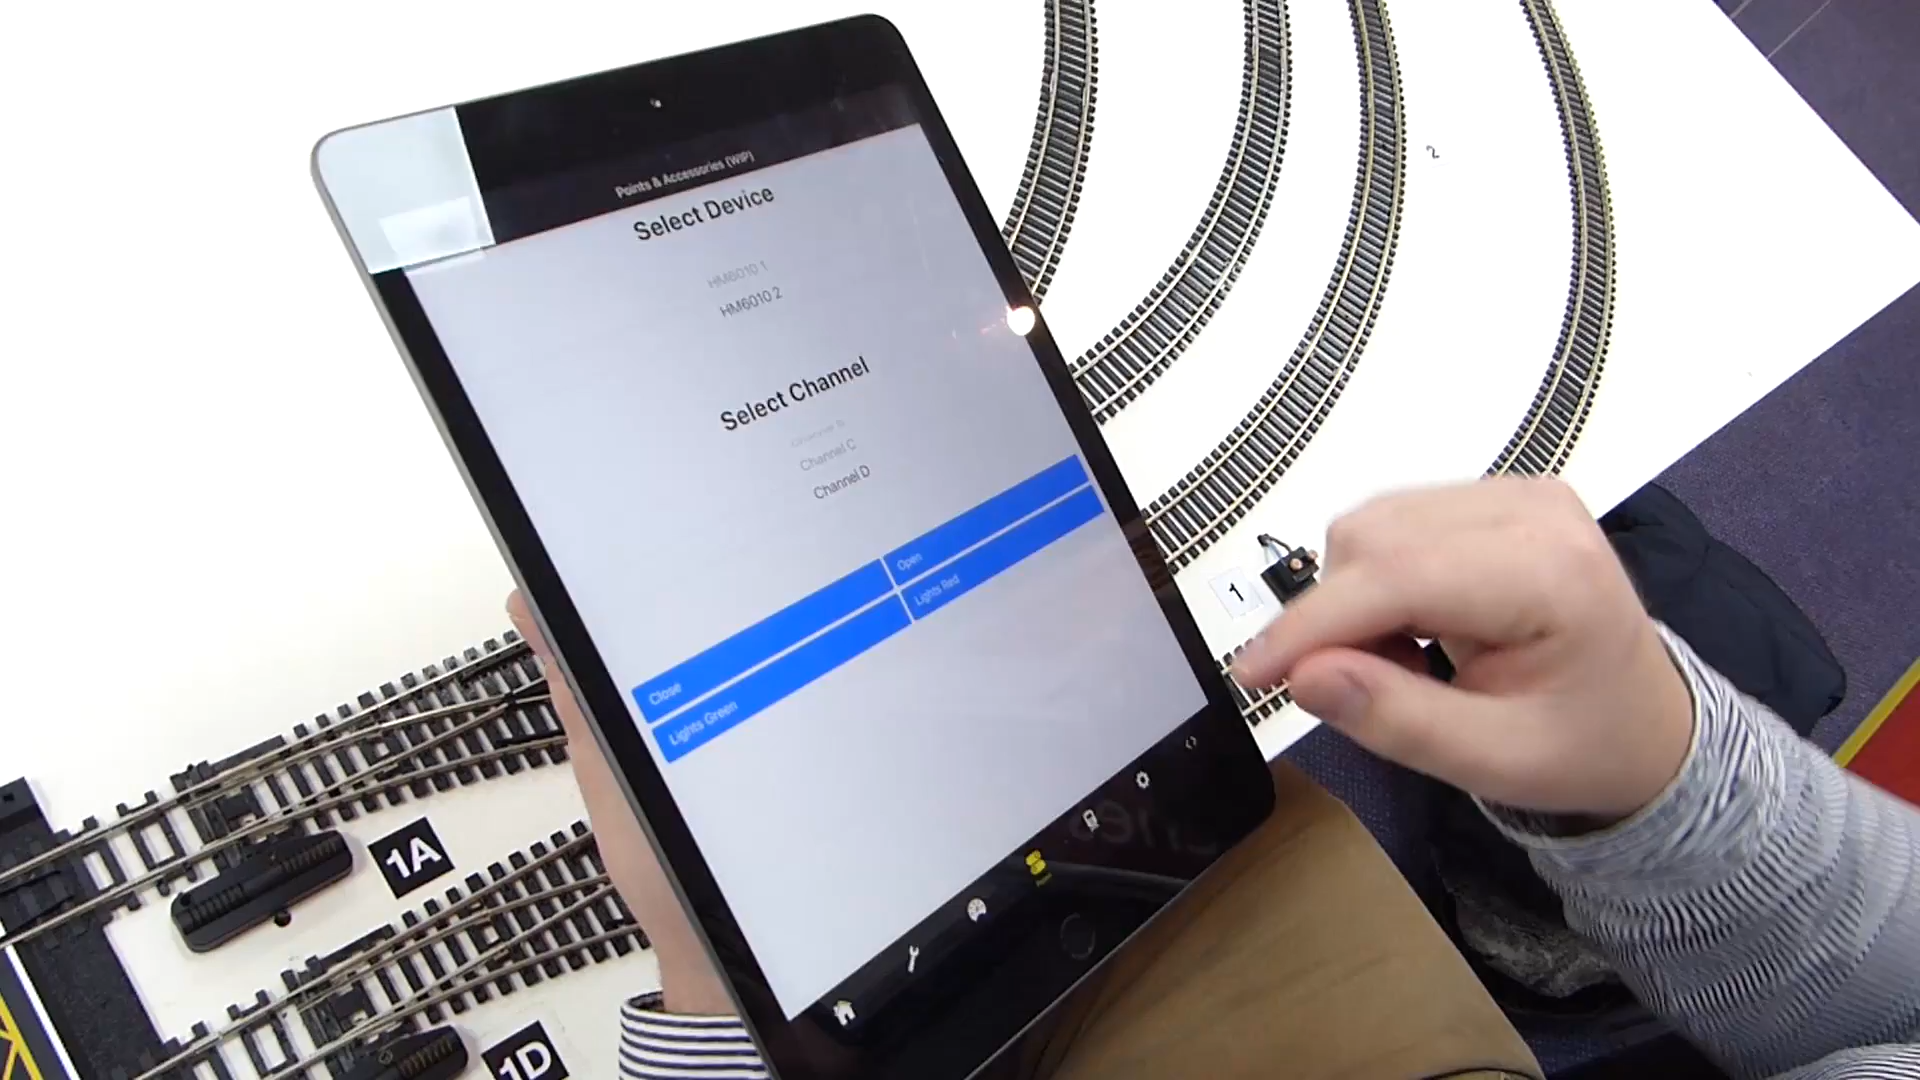 Points & Accessories (WIP)
Select Device
HM6010 1
HM6010 2
Select Channel
Channel C
Channel D
Close
Open
Lights Green
Lights Red
Points
1
2
1A
1D